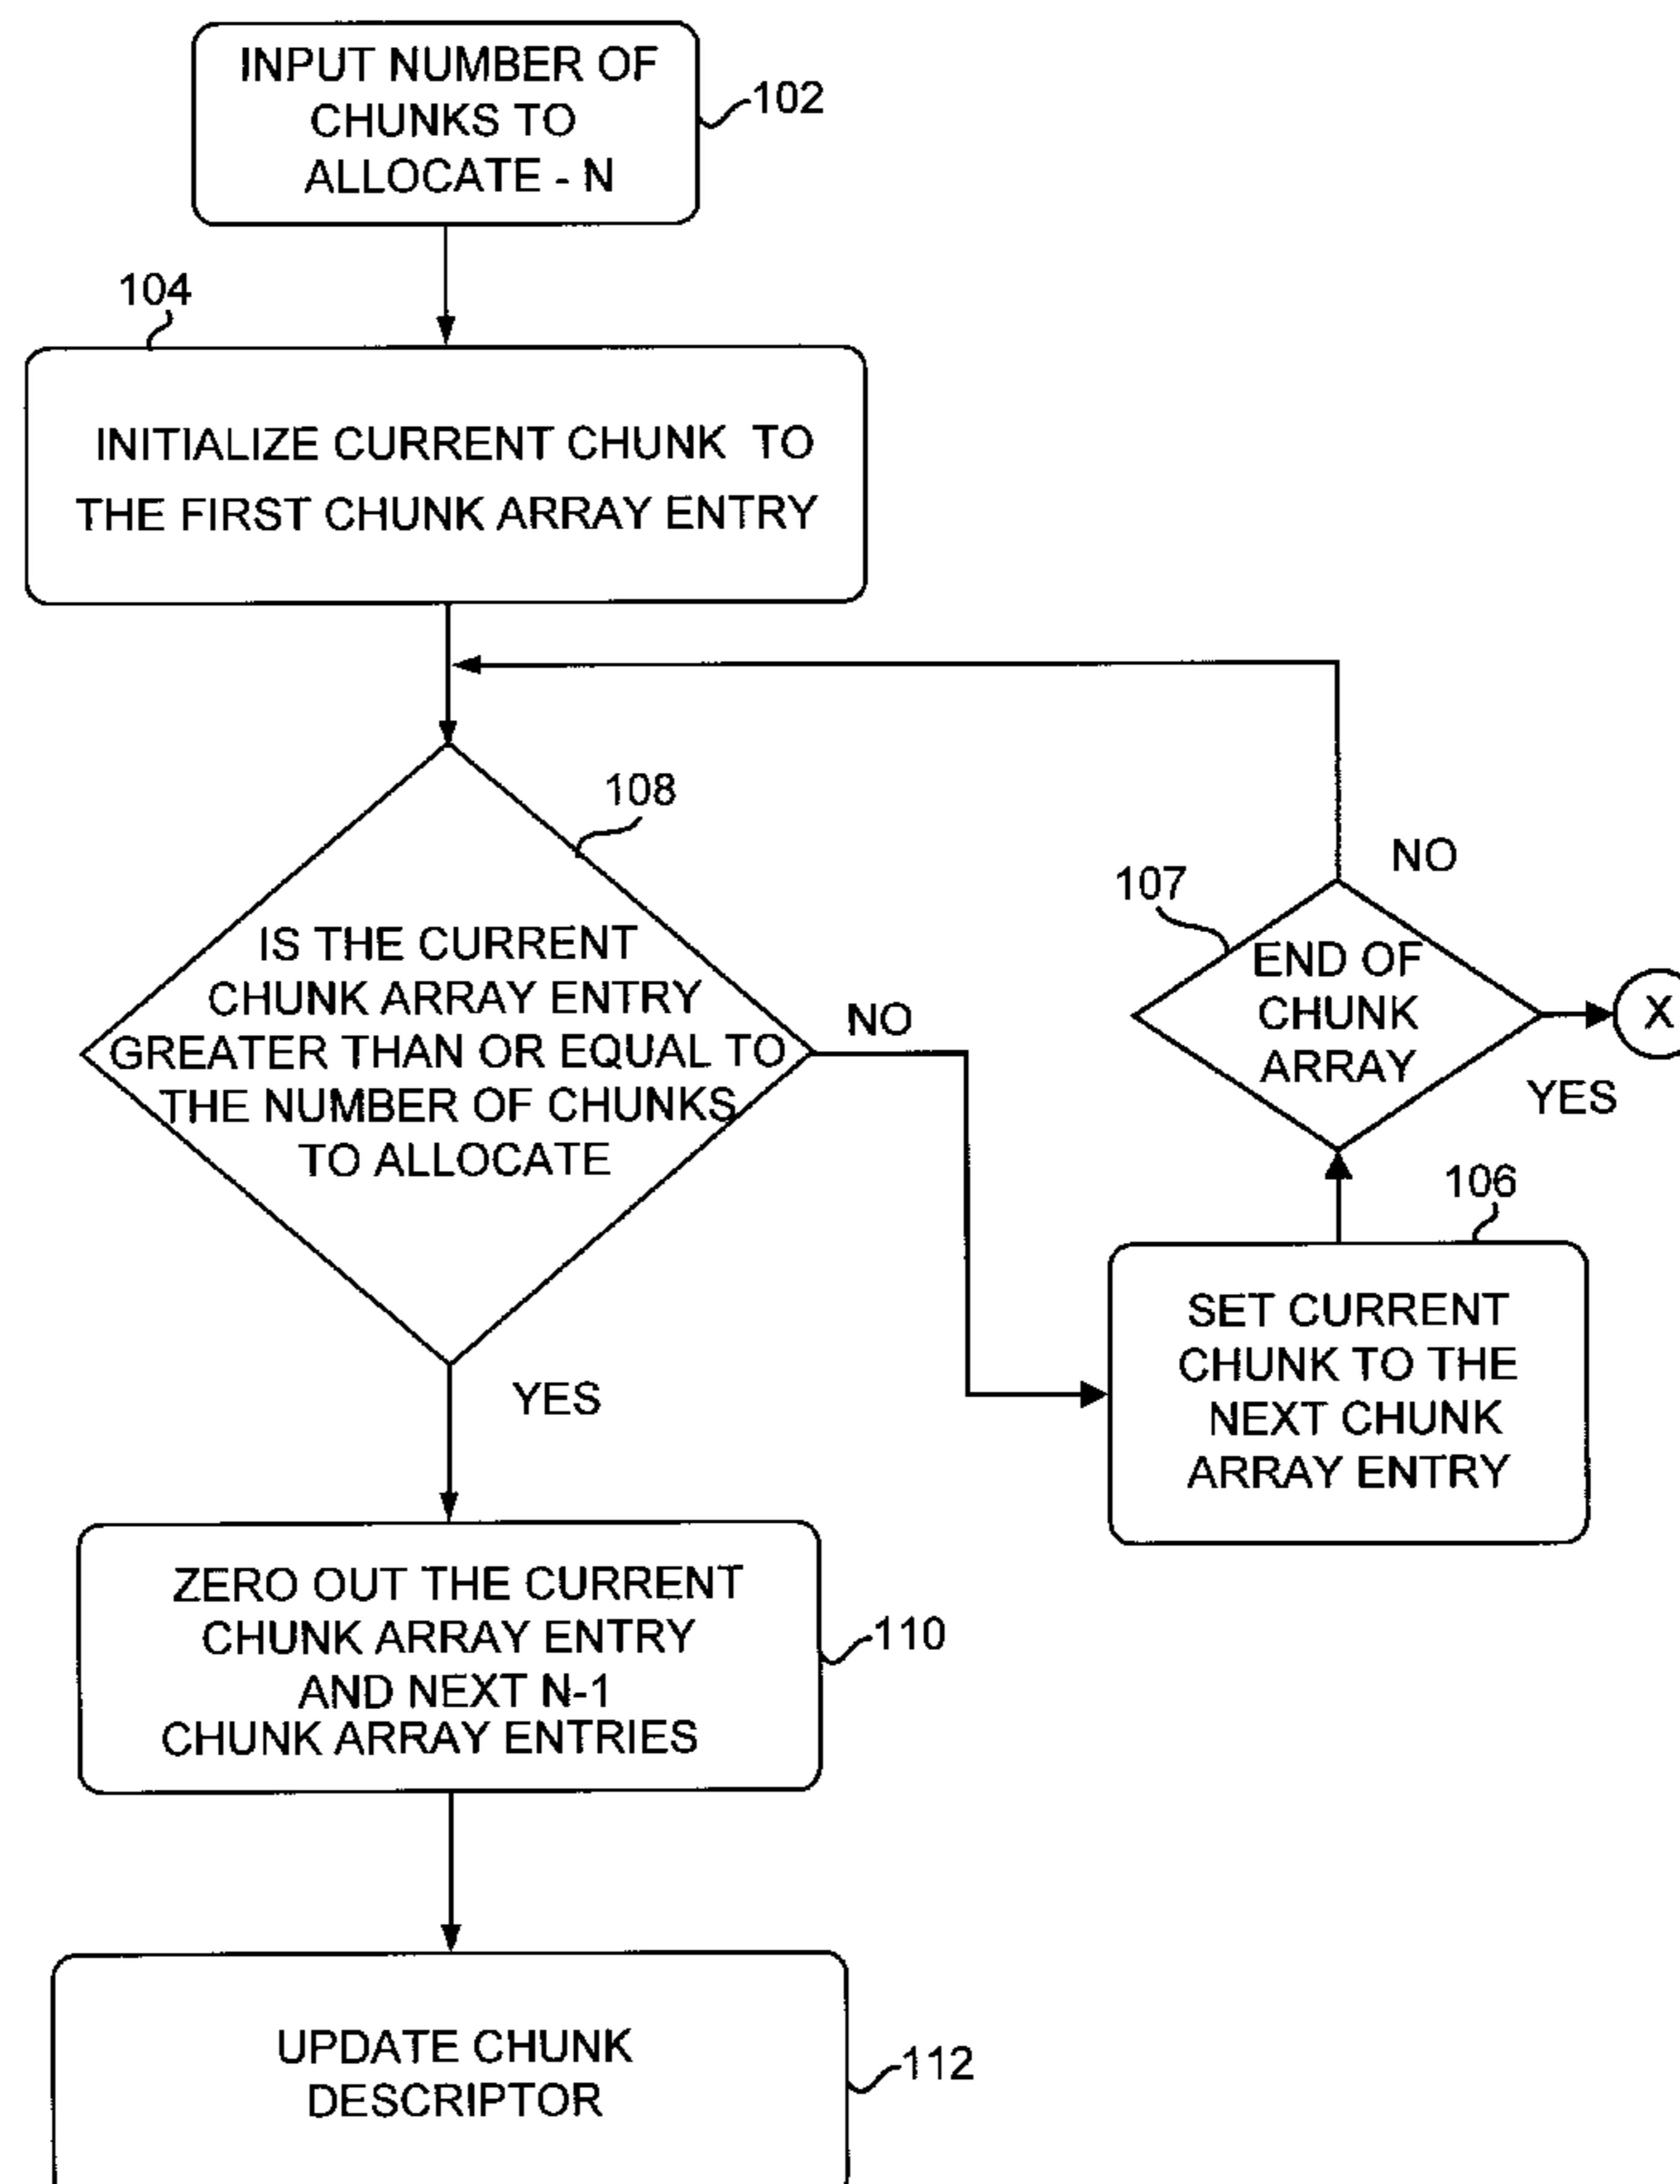 INPUT NUMBER OF
CHUNKS TO
ALLOCATE - N
102
104
INITIALIZE CURRENT CHUNK TO
THE FIRST CHUNK ARRAY ENTRY
108
IS THE CURRENT
CHUNK ARRAY ENTRY
GREATER THAN OR EQUAL TO
THE NUMBER OF CHUNKS
TO ALLOCATE
NO
YES
107
NO
END OF
CHUNK
ARRAY
X
YES
106
SET CURRENT
CHUNK TO THE
NEXT CHUNK
ARRAY ENTRY
ZERO OUT THE CURRENT
CHUNK ARRAY ENTRY
AND NEXT N-1
CHUNK ARRAY ENTRIES
110
UPDATE CHUNK
DESCRIPTOR
112